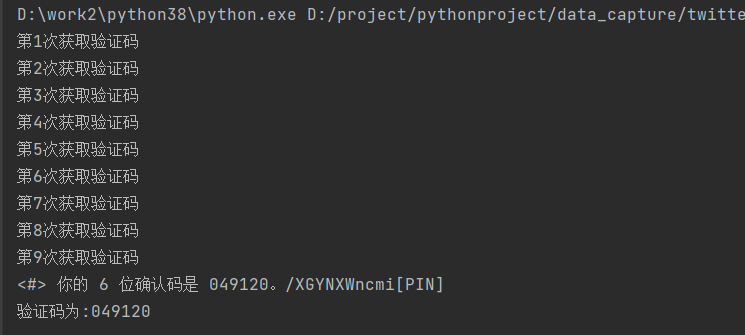 D:\work2\python38\python.exe D:/project/pythonproject/data_capture/twitte
第1次获取验证码
第2次获取验证码
第3次获取验证码
第4次获取验证码
第5次获取验证码
第6次获取验证码
第7次获取验证码
第8次获取验证码
第9次获取验证码
<#> 你的 6 位确认码是 049120。/XGYNXWncmi[PIN]
验证码为:049120